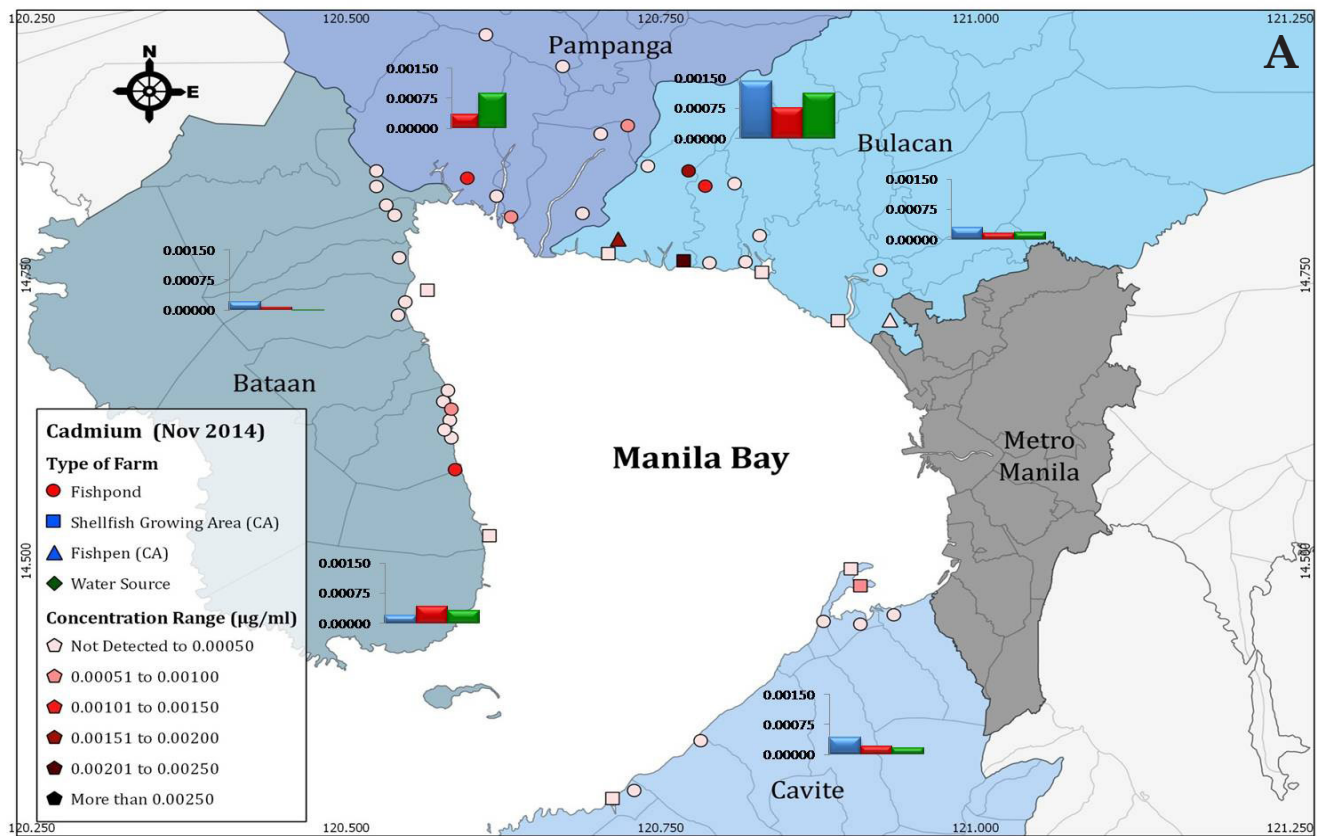 120.250 120.500 120.750 121.000 121.250
A
N
E
Pampanga
0.00150
0.00075
0.00000
0.00150
0.00075
0.00000
Bulacan
0.00150
0.00075
0.00000
14.750
14.750
0.00150
0.00075
0.00000
Bataan
Manila Bay
Metro
Manila
Cadmium (Nov 2014)
Type of Farm
Fishpond
Shellfish Growing Area (CA)
Fishpen (CA)
Water Source
Concentration Range (µg/ml)
Not Detected to 0.00050
0.00051 to 0.00100
0.00101 to 0.00150
0.00151 to 0.00200
0.00201 to 0.00250
More than 0.00250
14.500
14.500
0.00150
0.00075
0.00000
0.00150
0.00075
0.00000
Cavite
120.250 120.500 120.750 121.000 121.250